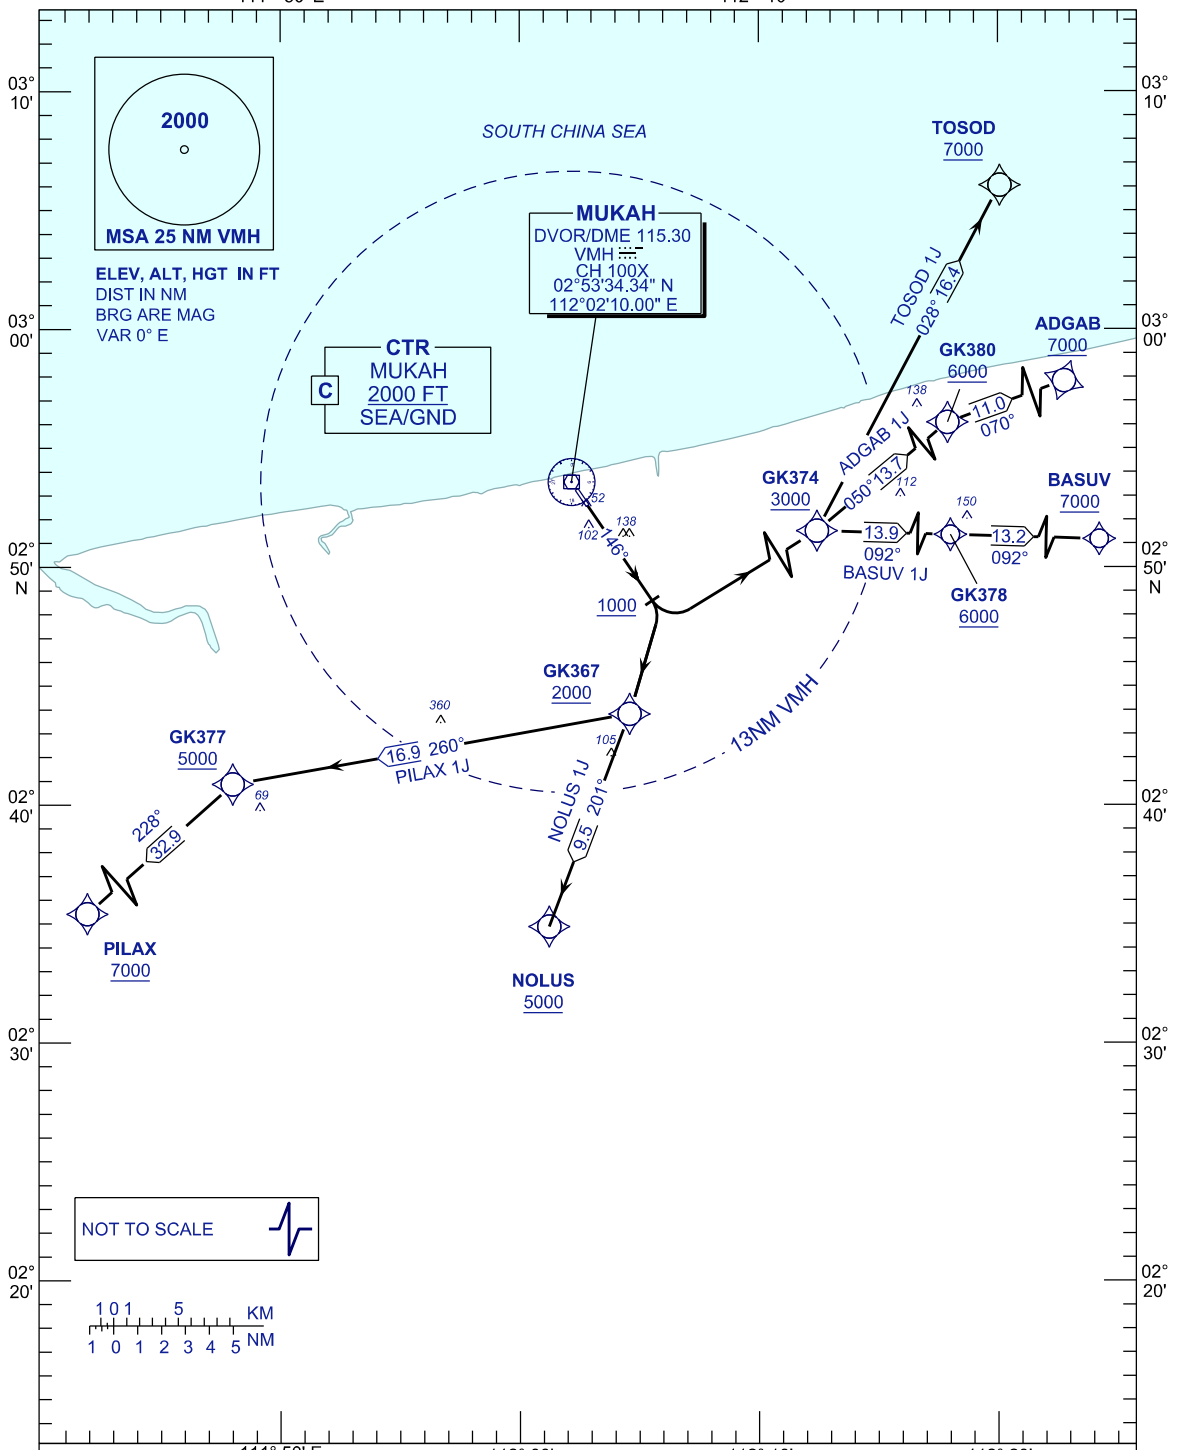 03°
10'
03°
10'
2000
MSA 25 NM VMH
ELEV, ALT, HGT IN FT
DIST IN NM
BRG ARE MAG
VAR 0° E
SOUTH CHINA SEA
TOSOD
7000
MUKAH
DVOR/DME 115.30
VMH
CH 100X
02°53'34.34" N
112°02'10.00" E
CTR
C
MUKAH
2000 FT
SEA/GND
03°
00'
03°
00'
TOSOD 1J
028° 16.4
ADGAB
7000
GK380
6000
138
11.0
070°
ADGAB 1J
050° 13.7
112
GK374
3000
BASUV
7000
150
13.9
092°
BASUV 1J
13.2
092°
GK378
6000
52
102
138
146°
1000
02°
50'
N
02°
50'
N
GK367
2000
360
105
13NM VMH
GK377
5000
16.9 260°
PILAX 1J
69
NOLUS 1J
9.5 201°
02°
40'
02°
40'
228°
32.9
PILAX
7000
NOLUS
5000
02°
30'
02°
30'
NOT TO SCALE
02°
20'
02°
20'
1 0 1 5 KM
1 0 1 2 3 4 5 NM